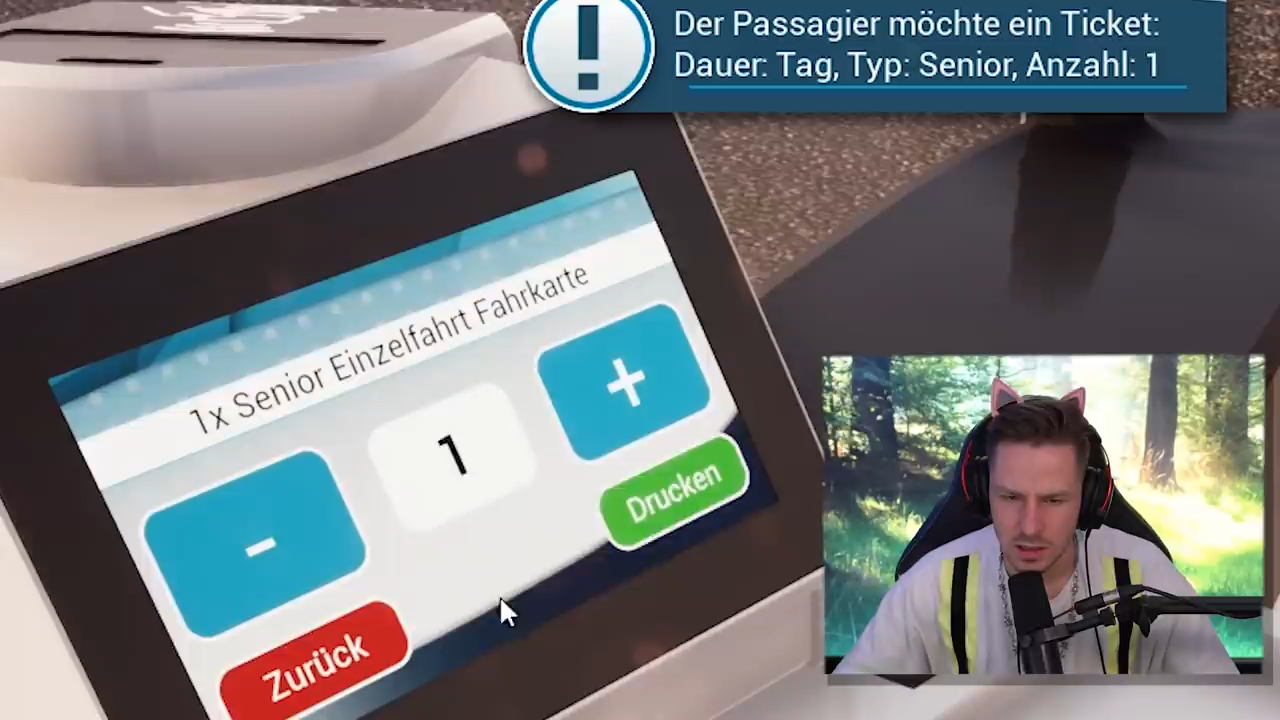 Der Passagier möchte ein Ticket:
Dauer: Tag, Typ: Senior, Anzahl: 1
1x Senior Einzelfahrt Fahrkarte
-
1
+
Drucken
Zurück